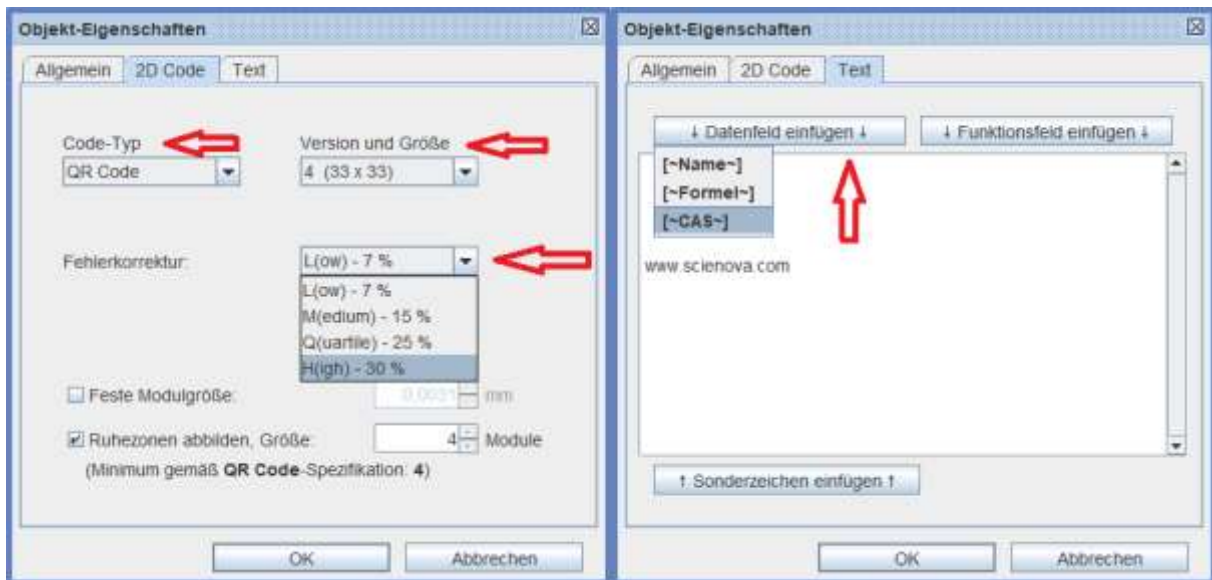 Objekt-Eigenschaften
Allgemein 2D Code Text
Code-Typ Version und Größe
QR Code 4 (33 x 33)
Fehlerkorrektur: L(ow) - 7 %
L(ow) - 7 %
M(edium) - 15 %
Q(uartile) - 25 %
H(igh) - 30 %
Feste Modulgröße: mm
Ruhezonen abbilden, Größe: 4 Module
(Minimum gemäß QR Code-Spezifikation: 4)
OK Abbrechen
Objekt-Eigenschaften
Allgemein 2D Code Text
↓ Datenfeld einfügen ↓ ↓ Funktionsfeld einfügen ↓
[~Name~]
[~Formel~]
[~CAS~]
www.scienova.com
↑ Sonderzeichen einfügen ↑
OK Abbrechen